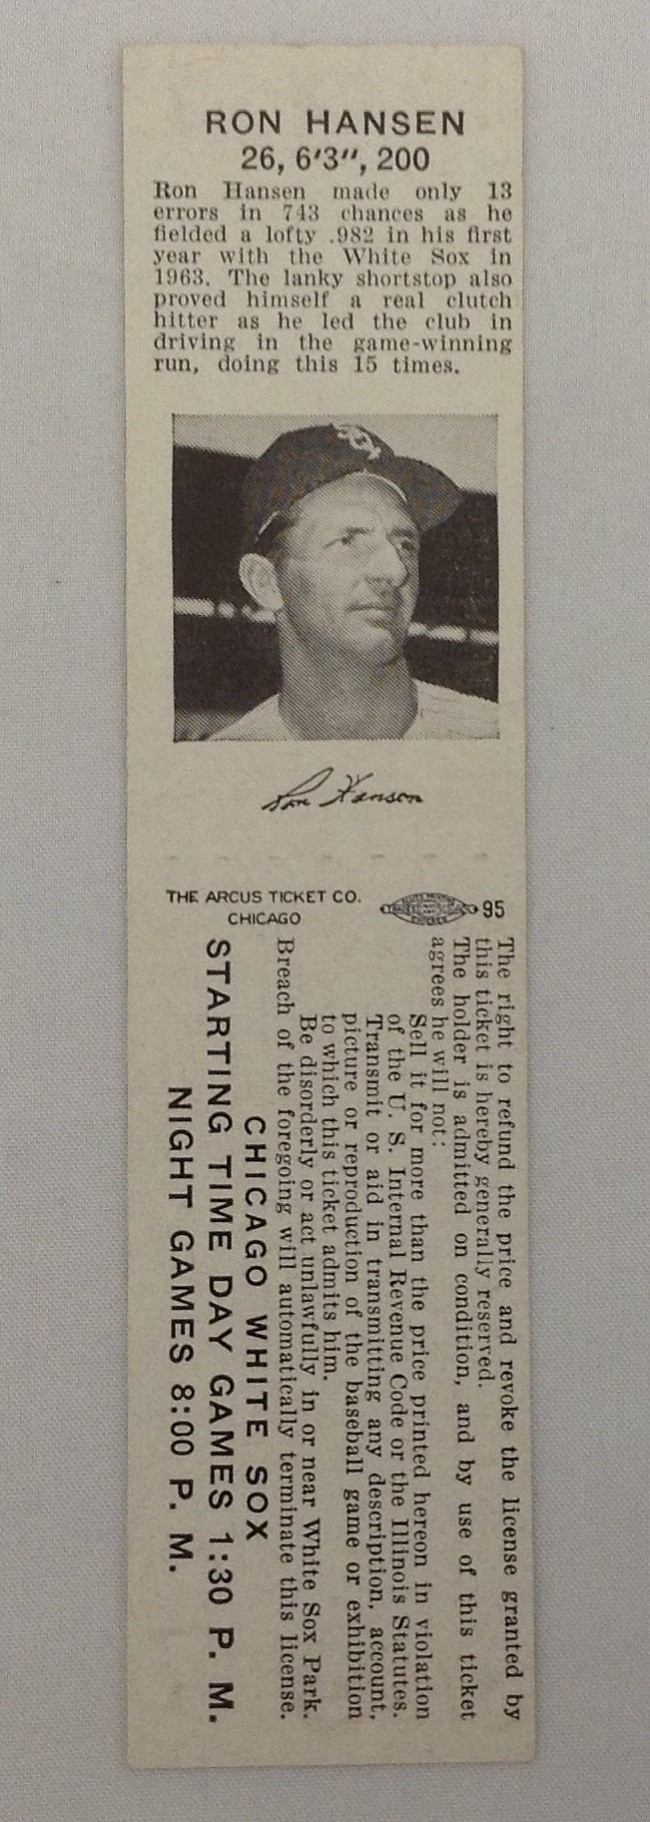 RON HANSEN
26, 6'3", 200
Ron Hansen made only 13
errors in 743 chances as he
fielded a lofty .982 in his first
year with the White Sox in
1963. The lanky shortstop also
proved himself a real clutch
hitter as he led the club in
driving in the game-winning
run, doing this 15 times.
Ron Hanson
THE ARCUS TICKET CO.
CHICAGO
95
The right to refund the price and revoke the license granted by
this ticket is hereby generally reserved.
The holder is admitted on condition, and by use of this ticket
agrees he will not:
Sell it for more than the price printed hereon in violation
of the U. S. Internal Revenue Code or the Illinois Statutes.
Transmit or aid in transmitting any description, account,
picture or reproduction of the baseball game or exhibition
to which this ticket admits him.
Be disorderly or act unlawfully in or near White Sox Park.
Breach of the foregoing will automatically terminate this license.
CHICAGO WHITE SOX
STARTING TIME DAY GAMES 1:30 P. M.
NIGHT GAMES 8:00 P. M.